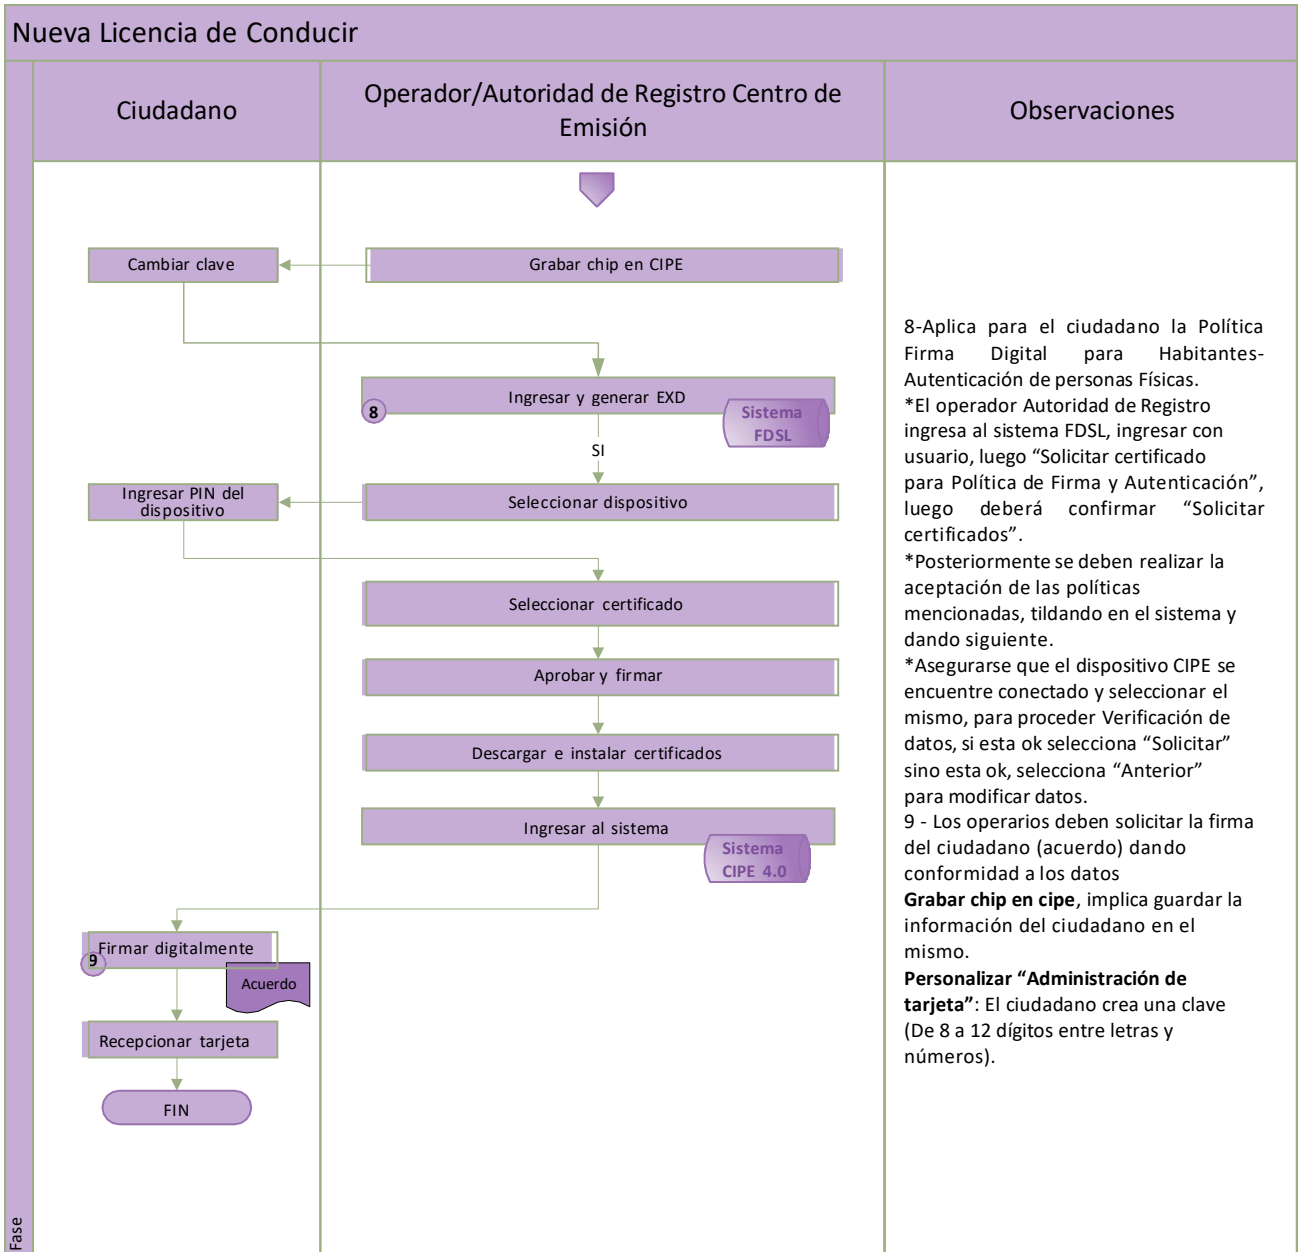 Nueva Licencia de Conducir
Ciudadano
Operador/Autoridad de Registro Centro de
Emisión
Observaciones
Cambiar clave
Grabar chip en CIPE
Ingresar y generar EXD
8
Sistema
FDSL
SI
Ingresar PIN del
dispositivo
Seleccionar dispositivo
Seleccionar certificado
Aprobar y firmar
Descargar e instalar certificados
Ingresar al sistema
Sistema
CIPE 4.0
Firmar digitalmente
9
Acuerdo
Recepcionar tarjeta
FIN
8-Aplica para el ciudadano la Política
Firma Digital para Habitantes-
Autenticación de personas Físicas.
*El operador Autoridad de Registro
ingresa al sistema FDSL, ingresar con
usuario, luego “Solicitar certificado
para Política de Firma y Autenticación”,
luego deberá confirmar “Solicitar
certificados”.
*Posteriormente se deben realizar la
aceptación de las políticas
mencionadas, tildando en el sistema y
dando siguiente.
*Asegurarse que el dispositivo CIPE se
encuentre conectado y seleccionar el
mismo, para proceder Verificación de
datos, si esta ok selecciona “Solicitar”
sino esta ok, selecciona “Anterior”
para modificar datos.
9 - Los operarios deben solicitar la firma
del ciudadano (acuerdo) dando
conformidad a los datos
Grabar chip en cipe, implica guardar la
información del ciudadano en el
mismo.
Personalizar “Administración de
tarjeta”: El ciudadano crea una clave
(De 8 a 12 dígitos entre letras y
números).
Fase